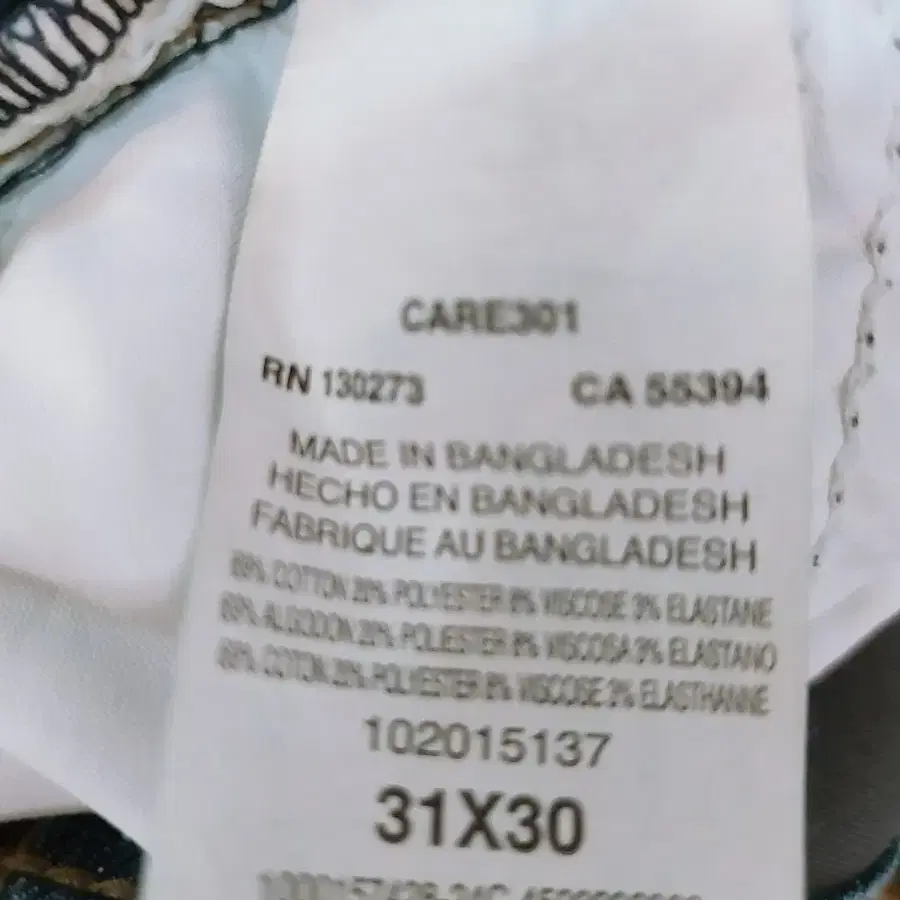 CARE301
RN 130273 CA 55394
MADE IN BANGLADESH
HECHO EN BANGLADESH
FABRIQUE AU BANGLADESH
69% COTTON 20% POLYESTER 8% VISCOSE 3% ELASTANE
69% ALGODON 20% POLIESTER 8% VISCOSA 3% ELASTANO
69% COTON 20% POLYESTER 8% VISCOSE 3% ELASTHANNE
102015137
31X30